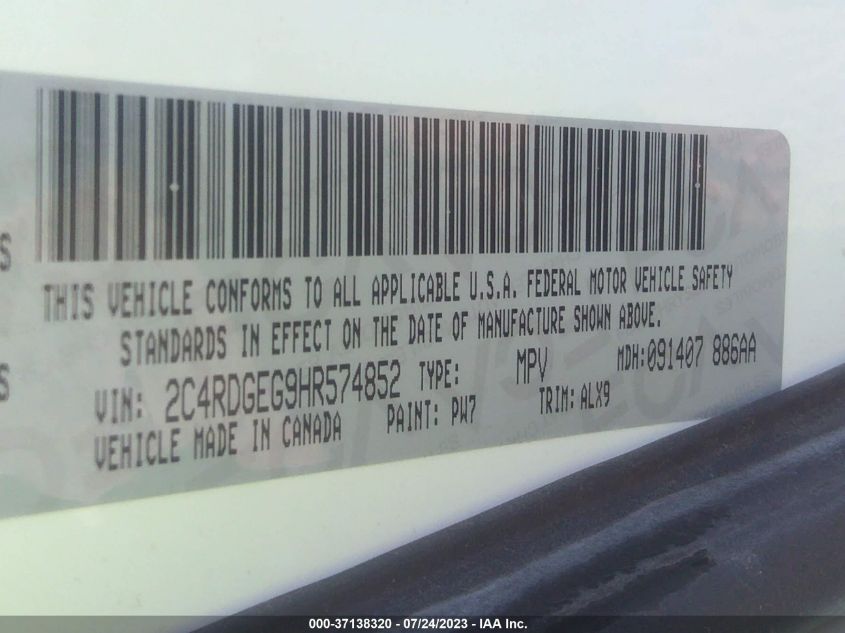 THIS VEHICLE CONFORMS TO ALL APPLICABLE U.S.A. FEDERAL MOTOR VEHICLE SAFETY
STANDARDS IN EFFECT ON THE DATE OF MANUFACTURE SHOWN ABOVE.
VIN: 2C4RDGEG9HR574852 TYPE: MPV MDH: 091407 886AA
VEHICLE MADE IN CANADA PAINT: PW7 TRIM: ALX9
S
S
000-37138320 - 07/24/2023 - IAA Inc.